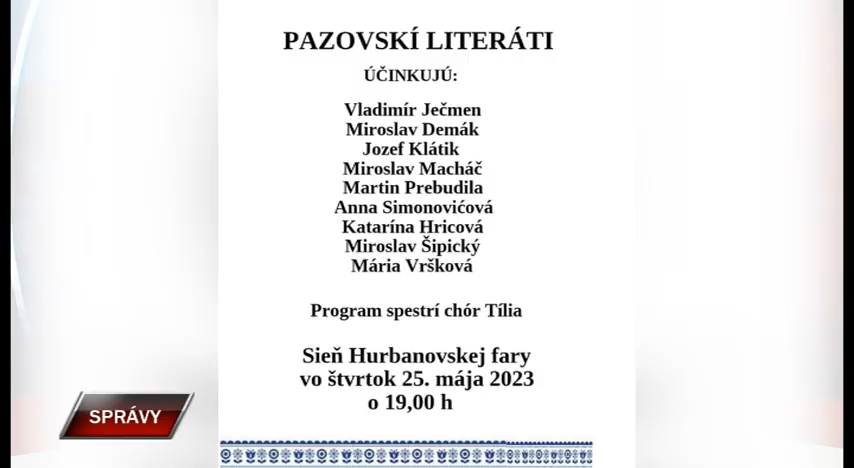 PAZOVSKÍ LITERÁTI
ÚČINKUJÚ:
Vladimír Ječmen
Miroslav Demák
Jozef Klátik
Miroslav Macháč
Martin Prebudila
Anna Simonovićová
Katarína Hricová
Miroslav Šipický
Mária Vršková
Program spestrí chór Tília
Sieň Hurbanovskej fary
vo štvrtok 25. mája 2023
o 19,00 h
SPRÁVY